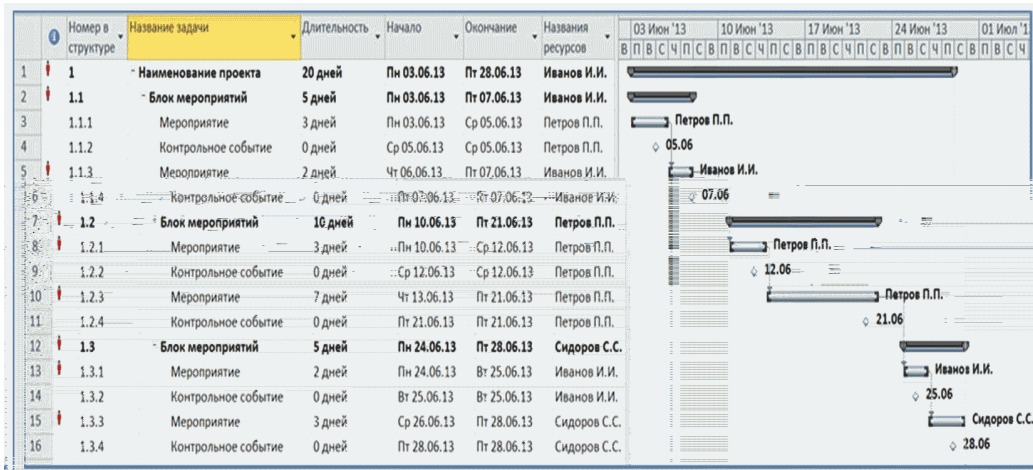 Номер в структуре Название задачи Длительность Начало Окончание Названия ресурсов 03 Июн '13 10 Июн '13 17 Июн '13 24 Июн '13 01 Июл '1
В П В С Ч П С В П В С Ч П С В П В С Ч П С В П В С Ч П С В П В С Ч
1 1 Наименование проекта 20 дней Пн 03.06.13 Пт 28.06.13 Иванов И.И.
2 1.1 Блок мероприятий 5 дней Пн 03.06.13 Пт 07.06.13 Иванов И.И.
3 1.1.1 Мероприятие 3 дней Пн 03.06.13 Ср 05.06.13 Петров П.П. Петров П.П.
4 1.1.2 Контрольное событие 0 дней Ср 05.06.13 Ср 05.06.13 Петров П.П. 05.06
5 1.1.3 Мероприятие 2 дней Чт 06.06.13 Пт 07.06.13 Иванов И.И. Иванов И.И.
6 1.1.4 Контрольное событие 0 дней Пт 07.06.13 Пт 07.06.13 Иванов И.И. 07.06
7 1.2 Блок мероприятий 10 дней Пн 10.06.13 Пт 21.06.13 Петров П.П.
8 1.2.1 Мероприятие 3 дней Пн 10.06.13 Ср 12.06.13 Петров П.П. Петров П.П.
9 1.2.2 Контрольное событие 0 дней Ср 12.06.13 Ср 12.06.13 Петров П.П. 12.06
10 1.2.3 Мероприятие 7 дней Чт 13.06.13 Пт 21.06.13 Петров П.П. Петров П.П.
11 1.2.4 Контрольное событие 0 дней Пт 21.06.13 Пт 21.06.13 Петров П.П. 21.06
12 1.3 Блок мероприятий 5 дней Пн 24.06.13 Пт 28.06.13 Сидоров С.С.
13 1.3.1 Мероприятие 2 дней Пн 24.06.13 Вт 25.06.13 Иванов И.И. Иванов И.И.
14 1.3.2 Контрольное событие 0 дней Вт 25.06.13 Вт 25.06.13 Иванов И.И. 25.06
15 1.3.3 Мероприятие 3 дней Ср 26.06.13 Пт 28.06.13 Сидоров С.С. Сидоров С.С.
16 1.3.4 Контрольное событие 0 дней Пт 28.06.13 Пт 28.06.13 Сидоров С.С. 28.06